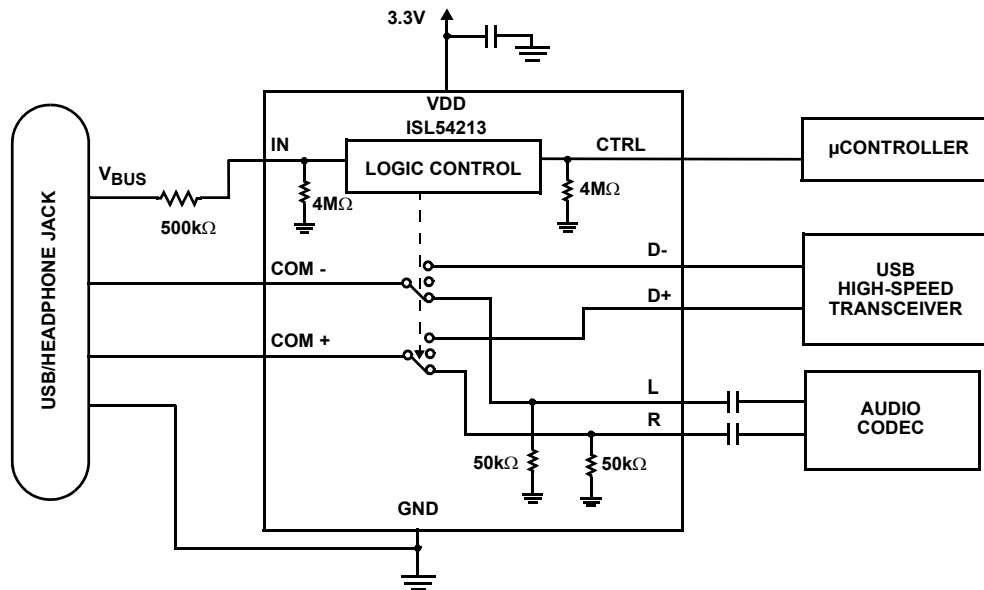 3.3V
VDD
ISL54213
IN
CTRL
LOGIC CONTROL
µCONTROLLER
VBUS
4MΩ
4MΩ
500kΩ
USB/HEADPHONE JACK
COM -
D-
USB
HIGH-SPEED
TRANSCEIVER
D+
COM +
L
R
AUDIO
CODEC
50kΩ
50kΩ
GND